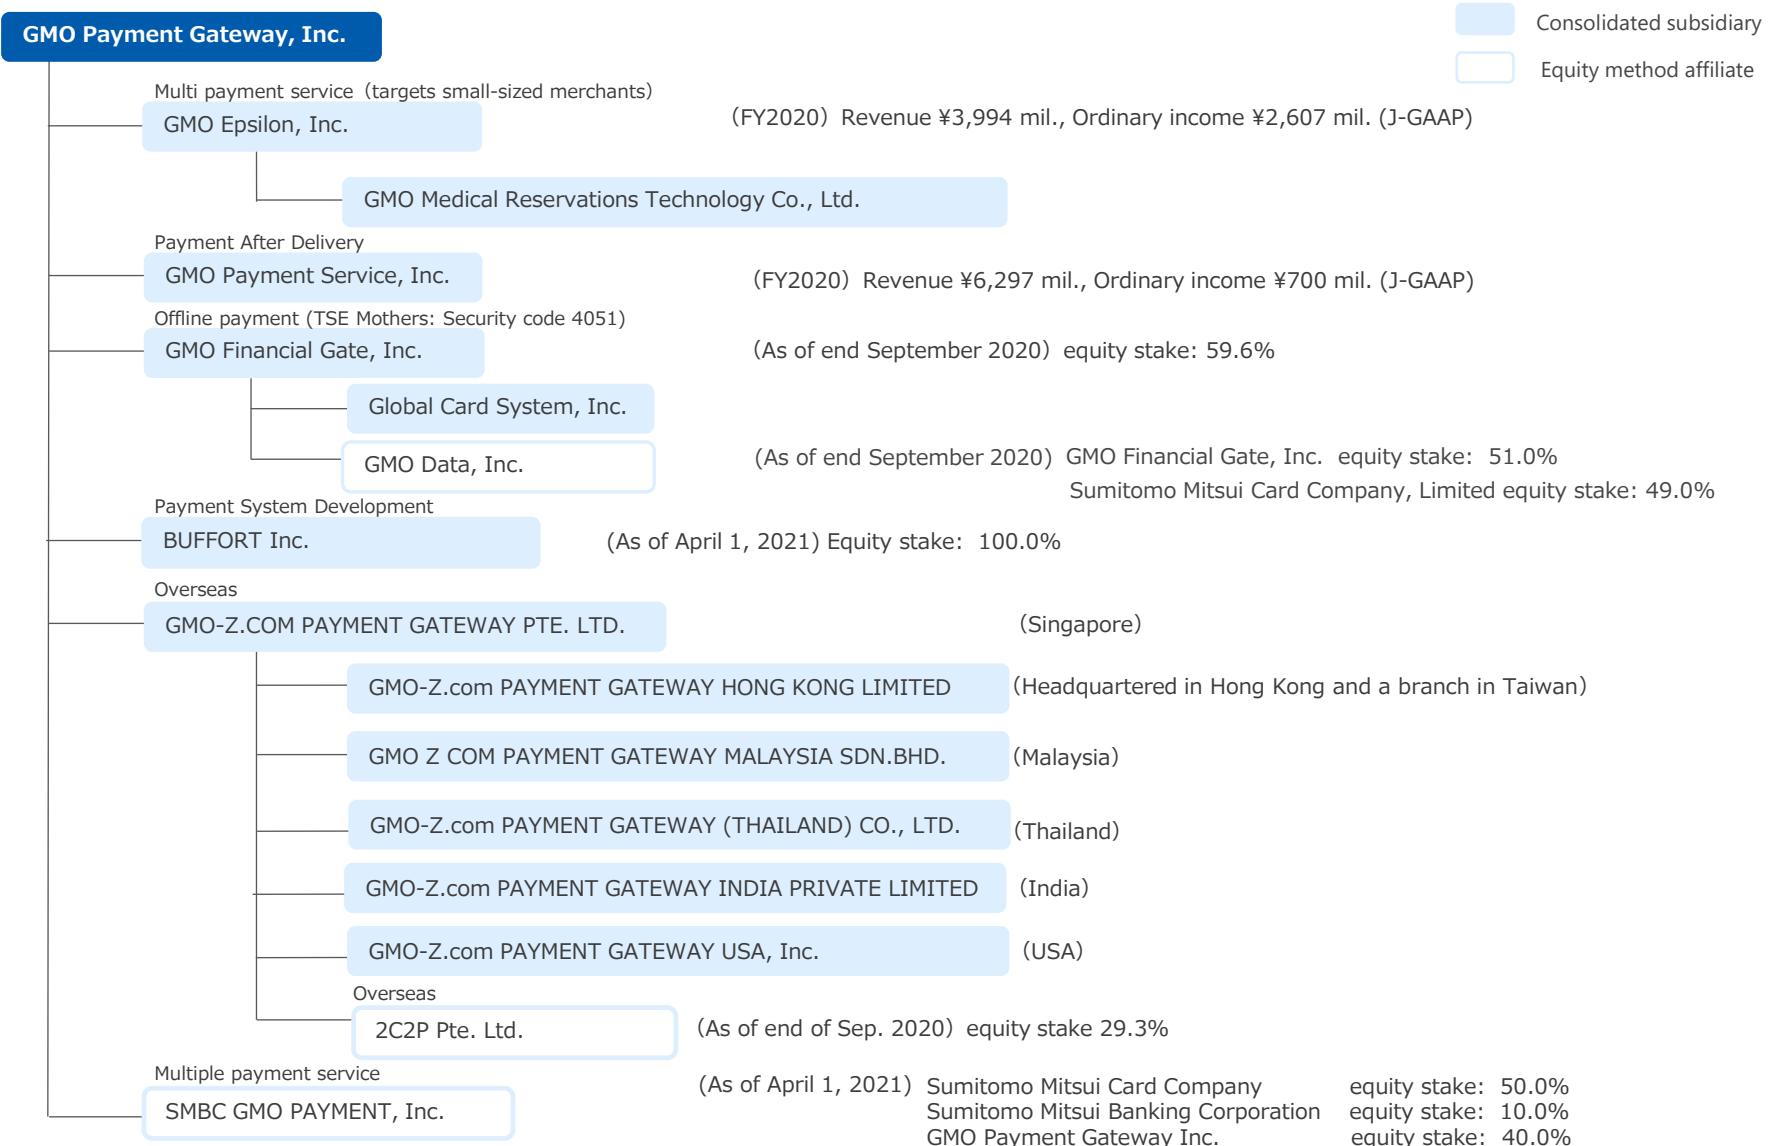 GMO Payment Gateway, Inc.
Consolidated subsidiary
Equity method affiliate
Multi payment service（targets small-sized merchants）
GMO Epsilon, Inc.
（FY2020）Revenue ¥3,994 mil., Ordinary income ¥2,607 mil. (J-GAAP)
GMO Medical Reservations Technology Co., Ltd.
Payment After Delivery
GMO Payment Service, Inc.
（FY2020）Revenue ¥6,297 mil., Ordinary income ¥700 mil. (J-GAAP)
Offline payment (TSE Mothers: Security code 4051)
GMO Financial Gate, Inc.
（As of end September 2020）equity stake: 59.6%
Global Card System, Inc.
GMO Data, Inc.
(As of end September 2020) GMO Financial Gate, Inc. equity stake: 51.0%
Sumitomo Mitsui Card Company, Limited equity stake: 49.0%
Payment System Development
BUFFORT Inc.
(As of April 1, 2021) Equity stake: 100.0%
Overseas
GMO-Z.COM PAYMENT GATEWAY PTE. LTD.
（Singapore）
GMO-Z.com PAYMENT GATEWAY HONG KONG LIMITED
（Headquartered in Hong Kong and a branch in Taiwan）
GMO Z COM PAYMENT GATEWAY MALAYSIA SDN.BHD.
（Malaysia）
GMO-Z.com PAYMENT GATEWAY (THAILAND) CO., LTD.
（Thailand）
GMO-Z.com PAYMENT GATEWAY INDIA PRIVATE LIMITED
（India）
GMO-Z.com PAYMENT GATEWAY USA, Inc.
（USA）
Overseas
2C2P Pte. Ltd.
（As of end of Sep. 2020）equity stake 29.3%
Multiple payment service
SMBC GMO PAYMENT, Inc.
(As of April 1, 2021) Sumitomo Mitsui Card Company equity stake: 50.0%
Sumitomo Mitsui Banking Corporation equity stake: 10.0%
GMO Payment Gateway Inc. equity stake: 40.0%